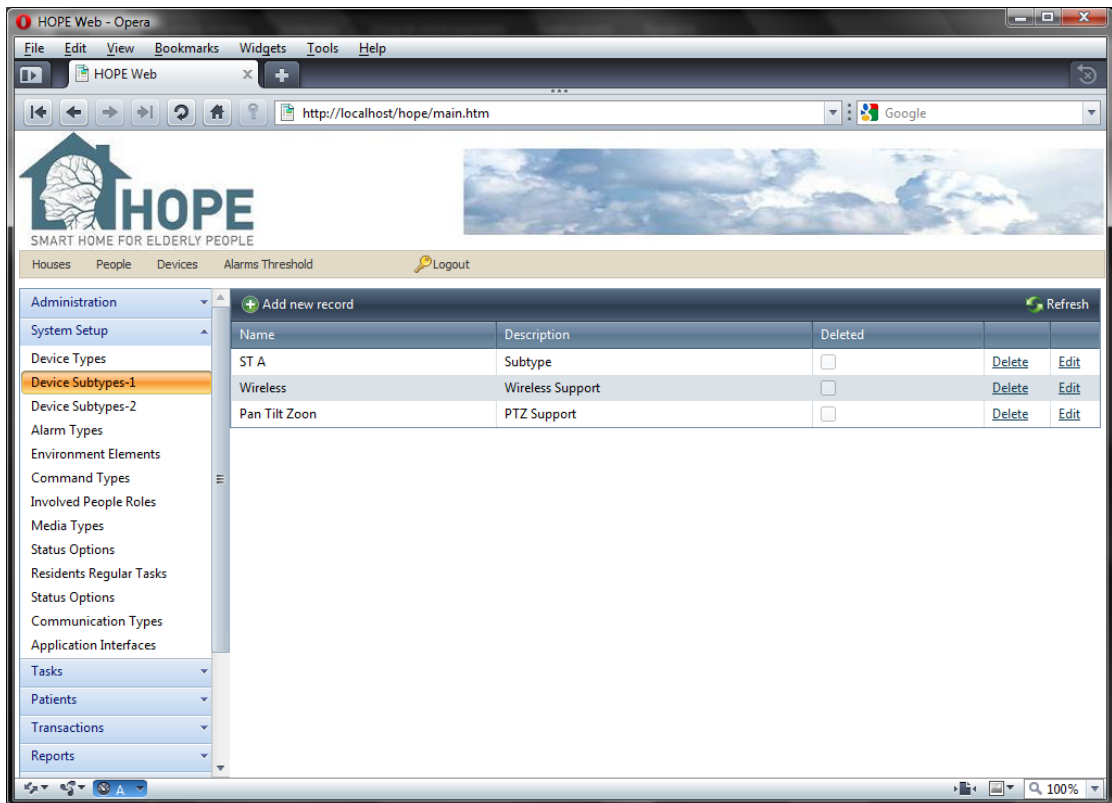 HOPE Web - Opera
File Edit View Bookmarks Widgets Tools Help
HOPE Web
http://localhost/hope/main.htm
Google
HOPE
SMART HOME FOR ELDERLY PEOPLE
Houses People Devices Alarms Threshold Logout
Administration
System Setup
Device Types
Device Subtypes-1
Device Subtypes-2
Alarm Types
Environment Elements
Command Types
Involved People Roles
Media Types
Status Options
Residents Regular Tasks
Status Options
Communication Types
Application Interfaces
Tasks
Patients
Transactions
Reports
Add new record Refresh
Name Description Deleted
ST A Subtype Delete Edit
Wireless Wireless Support Delete Edit
Pan Tilt Zoon PTZ Support Delete Edit
A
100%